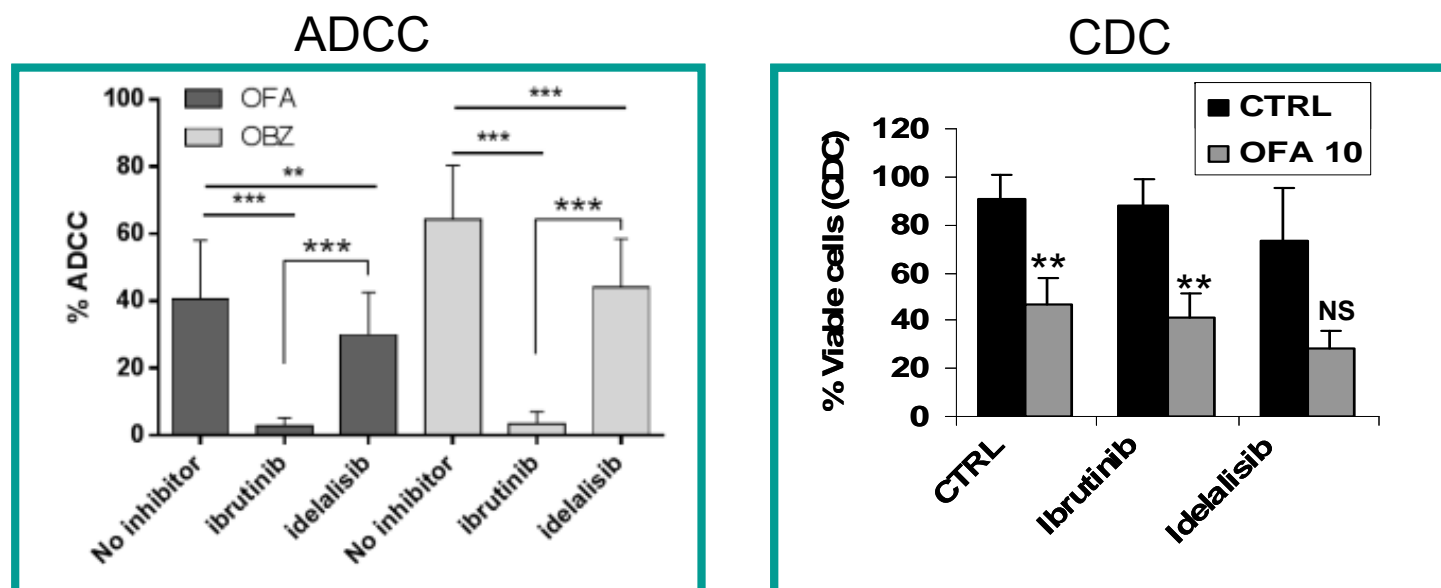 ADCC
CDC
% ADCC
100
80
60
40
20
0
OFA
OBZ
***
***
**
***
***
***
No inhibitor
ibrutinib
idelalisib
No inhibitor
ibrutinib
idelalisib
% Viable cells (CDC)
120
100
80
60
40
20
0
CTRL
OFA 10
**
**
NS
CTRL
Ibrutinib
Idelalisib